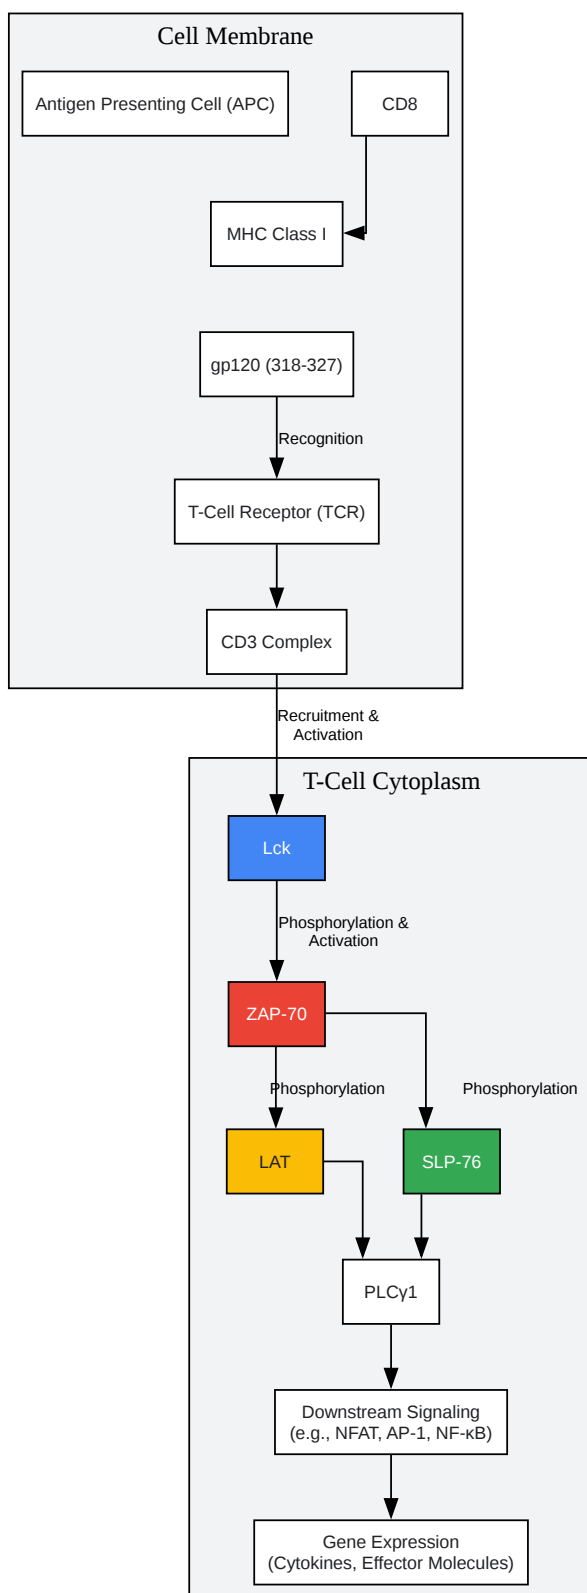 Cell Membrane
Antigen Presenting Cell (APC)
CD8
MHC Class I
gp120 (318-327)
Recognition
T-Cell Receptor (TCR)
CD3 Complex
Recruitment &
Activation
T-Cell Cytoplasm
Lck
Phosphorylation &
Activation
ZAP-70
Phosphorylation
Phosphorylation
LAT
SLP-76
PLCγ1
Downstream Signaling
(e.g., NFAT, AP-1, NF-κB)
Gene Expression
(Cytokines, Effector Molecules)